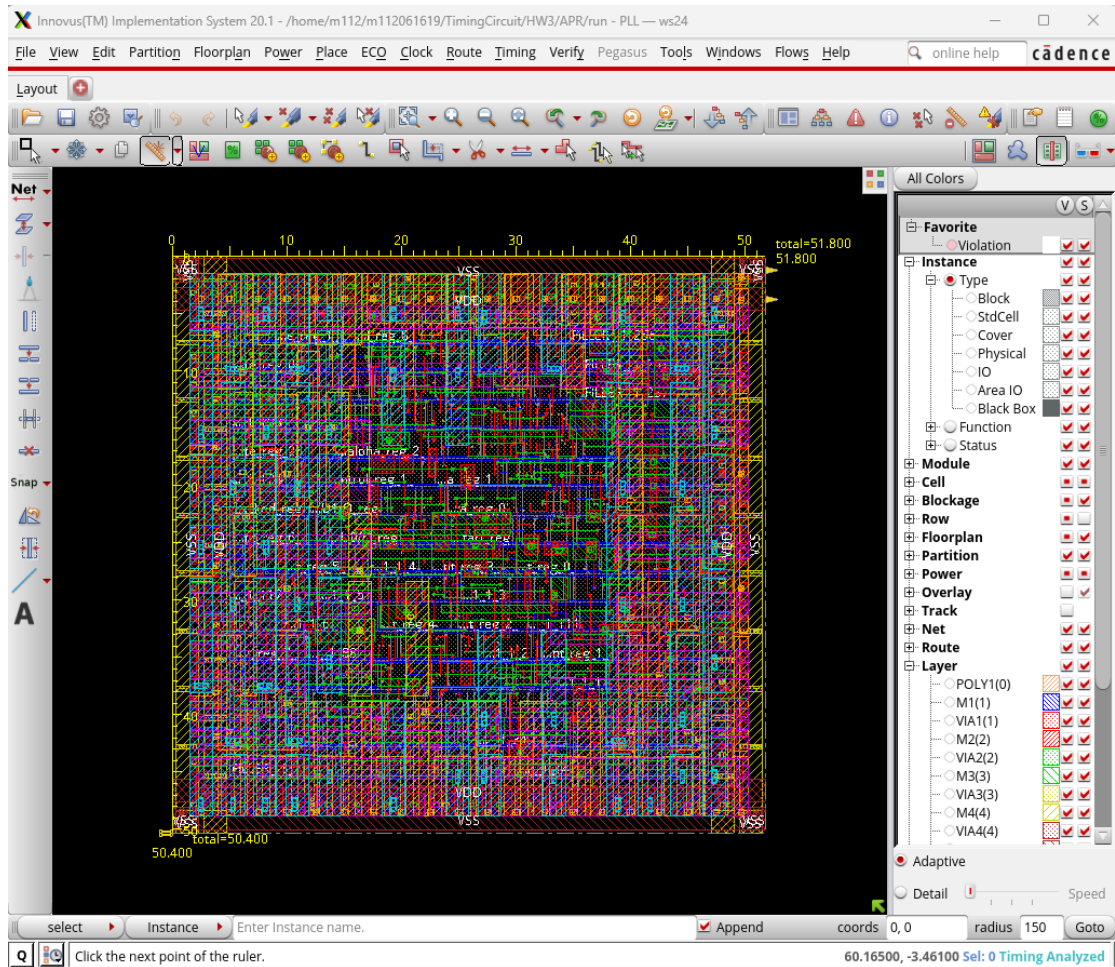 Innovus(TM) Implementation System 20.1 - /home/m112/m112061619/TimingCircuit/HW3/APR/run - PLL — ws24
File View Edit Partition Floorplan Power Place ECO Clock Route Timing Verify Pegasus Tools Windows Flows Help
online help
cādence
Layout
Net
Snap
A
All Colors
V S
Favorite
Violation
Instance
Type
Block
StdCell
Cover
Physical
IO
Area IO
Black Box
Function
Status
Module
Cell
Blockage
Row
Floorplan
Partition
Power
Overlay
Track
Net
Route
Layer
POLY1(0)
M1(1)
VIA1(1)
M2(2)
VIA2(2)
M3(3)
VIA3(3)
M4(4)
VIA4(4)
Adaptive
Detail Speed
0 10 20 30 40 50 total=51.800
51.800
VSS
VDD
20
30
40
VSS
VDD
VDD
VSS
VDD
VSS
total=50.400
50.400
select Instance Enter Instance name. Append coords 0, 0 radius 150 Goto
Q Click the next point of the ruler. 60.16500, -3.46100 Sel: 0 Timing Analyzed